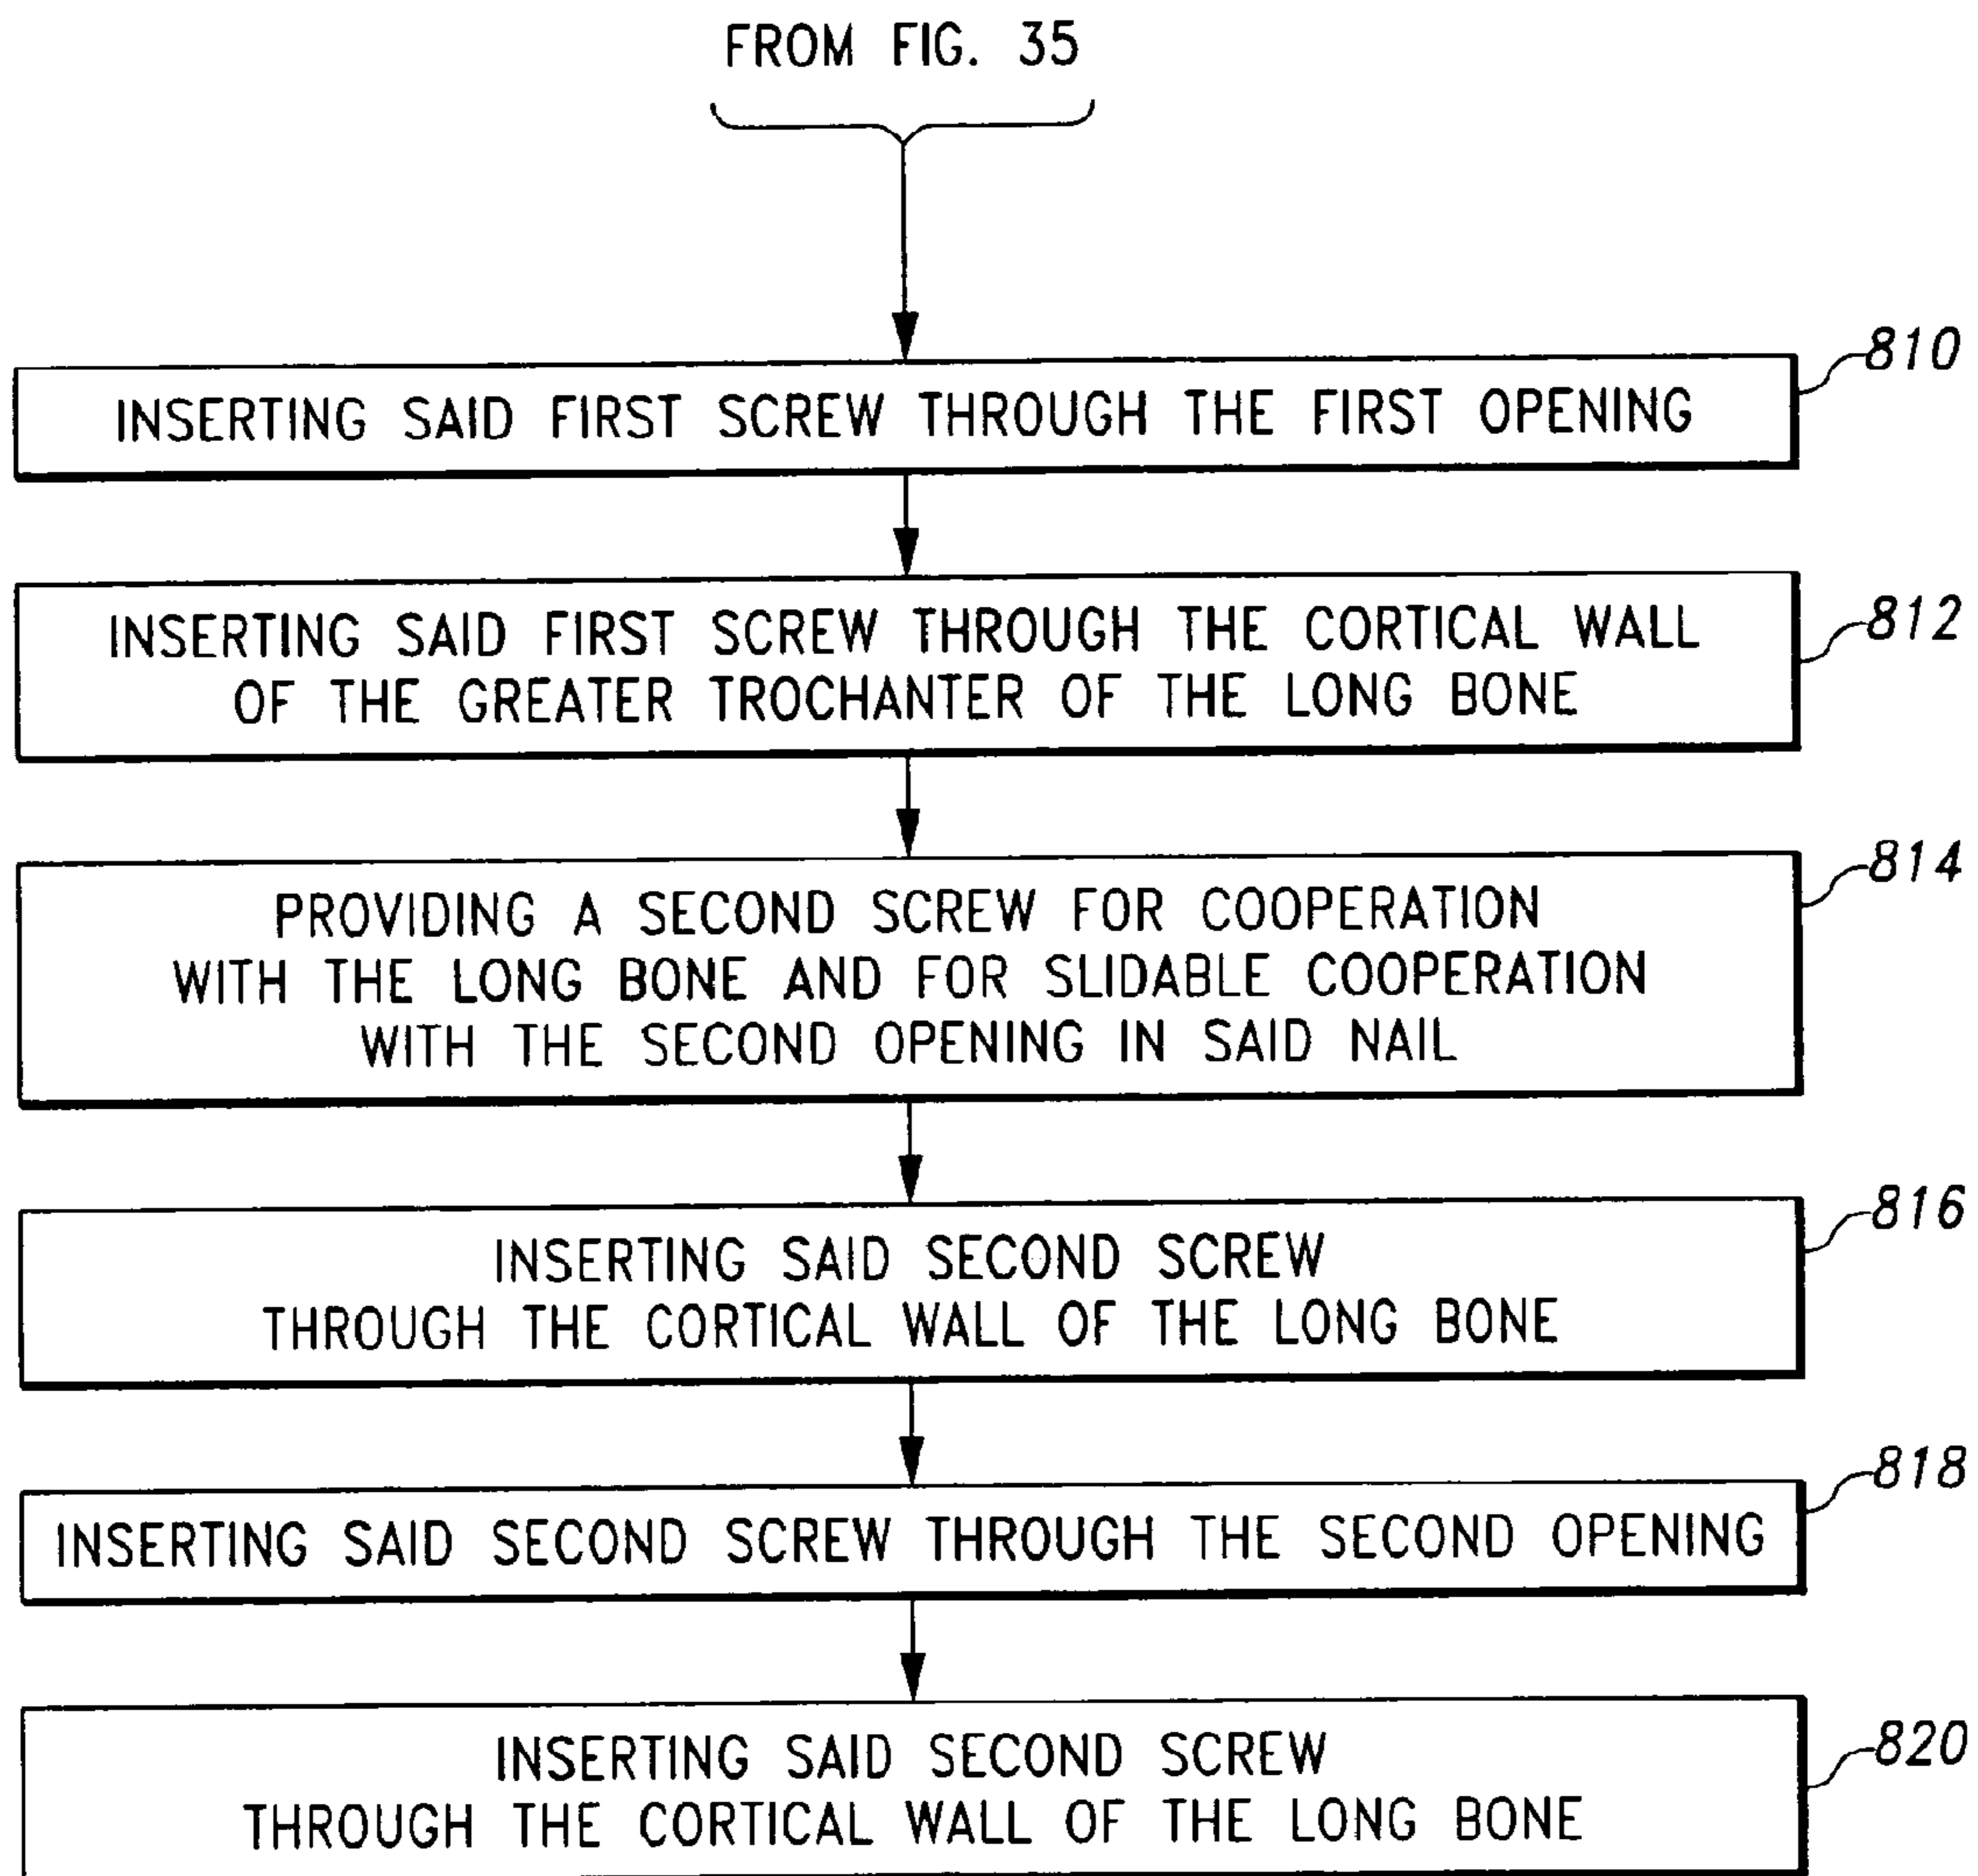 FROM FIG. 35
810
INSERTING SAID FIRST SCREW THROUGH THE FIRST OPENING
812
INSERTING SAID FIRST SCREW THROUGH THE CORTICAL WALL
OF THE GREATER TROCHANTER OF THE LONG BONE
814
PROVIDING A SECOND SCREW FOR COOPERATION
WITH THE LONG BONE AND FOR SLIDABLE COOPERATION
WITH THE SECOND OPENING IN SAID NAIL
816
INSERTING SAID SECOND SCREW
THROUGH THE CORTICAL WALL OF THE LONG BONE
818
INSERTING SAID SECOND SCREW THROUGH THE SECOND OPENING
820
INSERTING SAID SECOND SCREW
THROUGH THE CORTICAL WALL OF THE LONG BONE